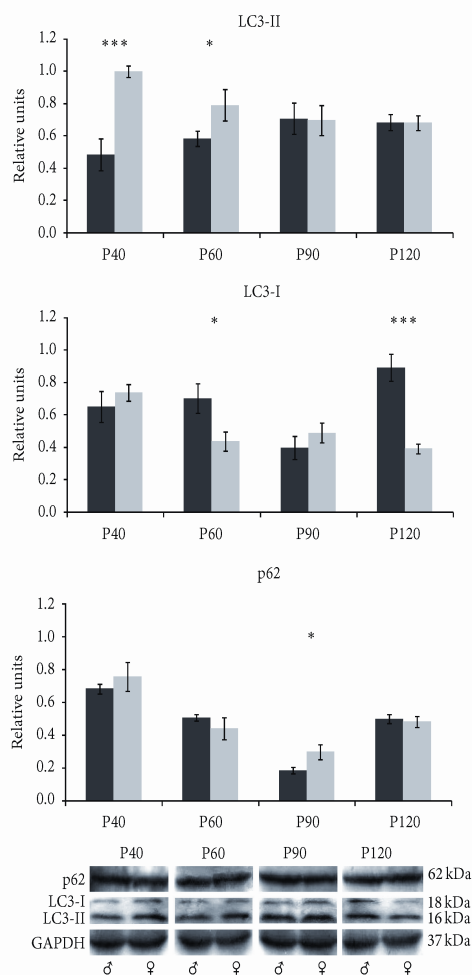 LC3-II
Relative units
1.2
1.0
0.8
0.6
0.4
0.2
0.0
***
*
P40 P60 P90 P120
LC3-I
Relative units
1.2
1.0
0.8
0.6
0.4
0.2
0.0
*
***
P40 P60 P90 P120
p62
Relative units
1.2
1.0
0.8
0.6
0.4
0.2
0.0
*
P40 P60 P90 P120
P40 P60 P90 P120
p62 62 kDa
LC3-I 18 kDa
LC3-II 16 kDa
GAPDH 37 kDa
♂ ♀ ♂ ♀ ♂ ♀ ♂ ♀